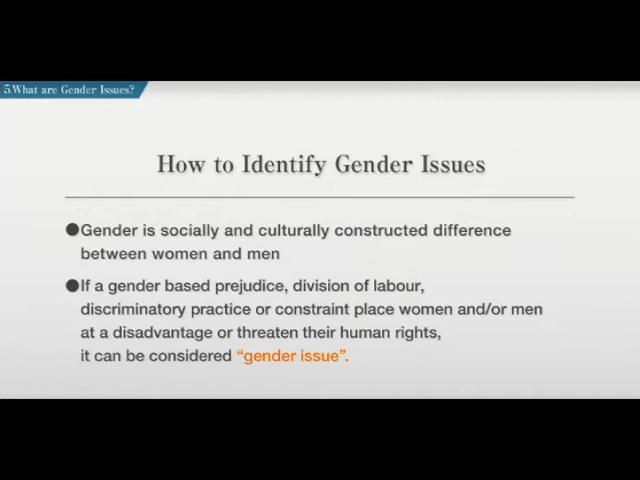 5.What are Gender Issues?
How to Identify Gender Issues
●Gender is socially and culturally constructed difference
between women and men
●If a gender based prejudice, division of labour,
discriminatory practice or constraint place women and/or men
at a disadvantage or threaten their human rights,
it can be considered “gender issue”.